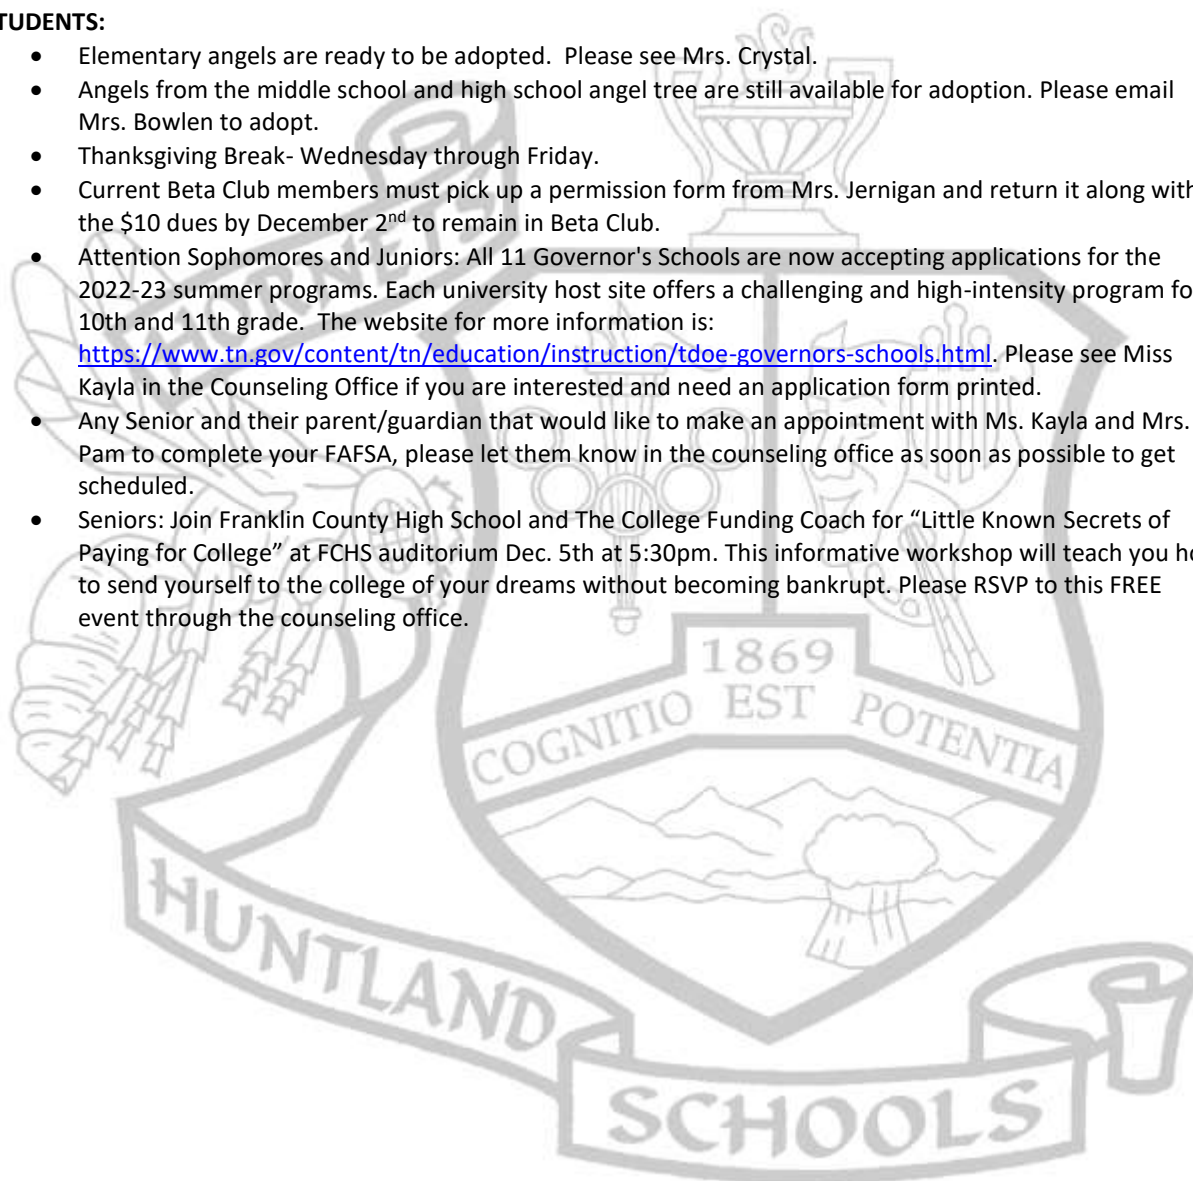 TUDENTS:
• Elementary angels are ready to be adopted.  Please see Mrs. Crystal.
• Angels from the middle school and high school angel tree are still available for adoption. Please email
Mrs. Bowlen to adopt.
• Thanksgiving Break- Wednesday through Friday.
• Current Beta Club members must pick up a permission form from Mrs. Jernigan and return it along with
the $10 dues by December 2nd to remain in Beta Club.
• Attention Sophomores and Juniors: All 11 Governor's Schools are now accepting applications for the
2022-23 summer programs. Each university host site offers a challenging and high-intensity program fo
10th and 11th grade.  The website for more information is:
https://www.tn.gov/content/tn/education/instruction/tdoe-governors-schools.html. Please see Miss
Kayla in the Counseling Office if you are interested and need an application form printed.
• Any Senior and their parent/guardian that would like to make an appointment with Ms. Kayla and Mrs.
Pam to complete your FAFSA, please let them know in the counseling office as soon as possible to get
scheduled.
• Seniors: Join Franklin County High School and The College Funding Coach for “Little Known Secrets of
Paying for College” at FCHS auditorium Dec. 5th at 5:30pm. This informative workshop will teach you ho
to send yourself to the college of your dreams without becoming bankrupt. Please RSVP to this FREE
event through the counseling office.
HORNETS
1869
COGNITIO EST POTENTIA
HUNTLAND
SCHOOLS